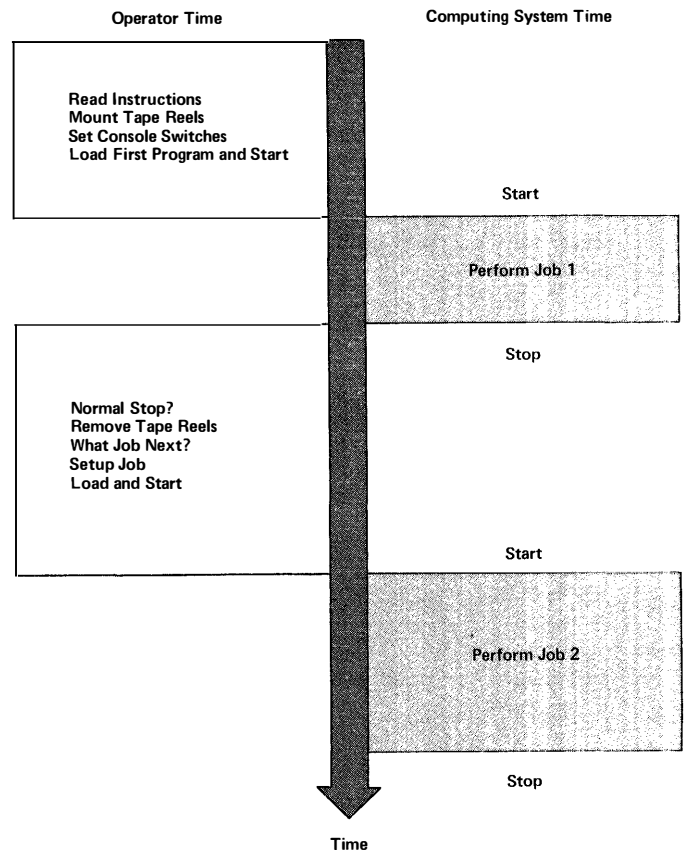 Operator Time
Computing System Time
Read Instructions
Mount Tape Reels
Set Console Switches
Load First Program and Start
Start
Perform Job 1
Stop
Normal Stop?
Remove Tape Reels
What Job Next?
Setup Job
Load and Start
Start
Perform Job 2
Stop
Time